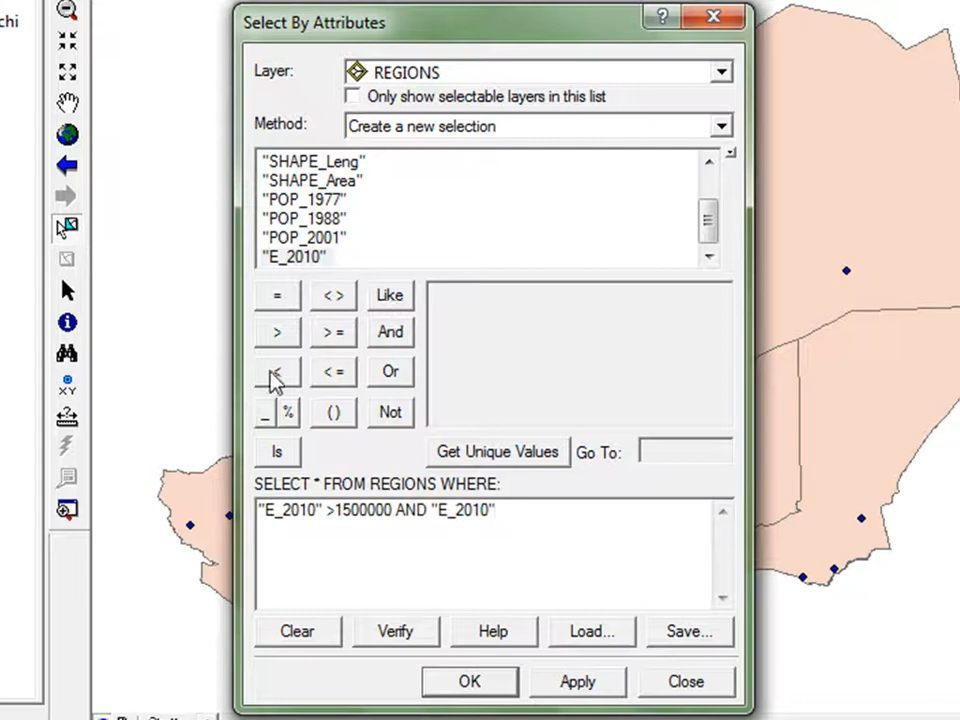 chi
Select By Attributes
?
Layer: REGIONS
Only show selectable layers in this list
Method: Create a new selection
"SHAPE_Leng"
"SHAPE_Area"
"POP_1977"
"POP_1988"
"POP_2001"
"E_2010"
= < > Like
> > = And
< < = Or
_ % ( ) Not
Is Get Unique Values Go To:
SELECT * FROM REGIONS WHERE:
"E_2010" >1500000 AND "E_2010"
Clear Verify Help Load... Save...
OK Apply Close
XY